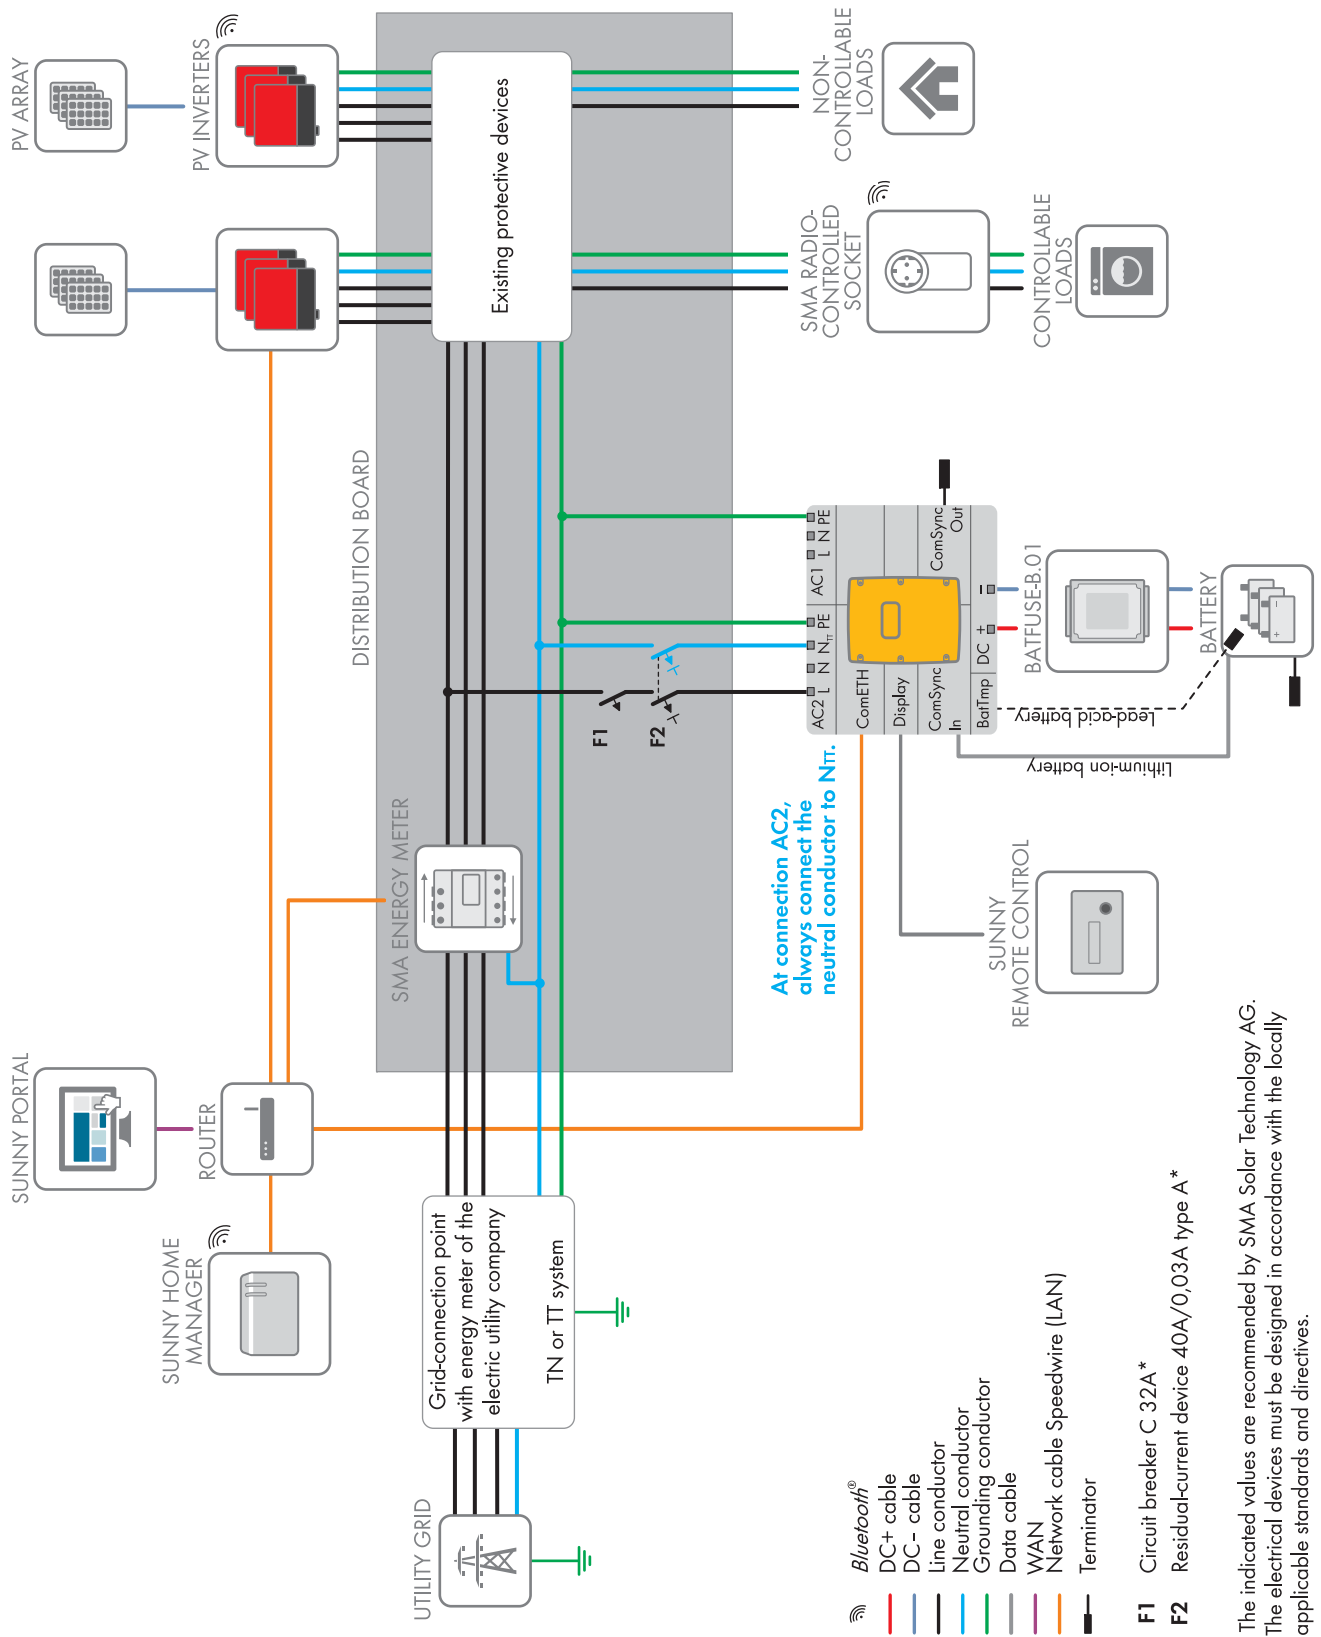 SUNNY PORTAL
PV ARRAY
ROUTER
PV INVERTERS
SUNNY HOME
MANAGER
DISTRIBUTION BOARD
SMA ENERGY METER
UTILITY GRID
Grid-connection point
with energy meter of the
electric utility company
TN or TT system
Existing protective devices
F1
F2
At connection AC2,
always connect the
neutral conductor to NTT.
AC2 L N NTT PE
AC1 L N PE
ComETH
Display
ComSync
In
ComSync
Out
BatTmp
DC + -
SMA RADIO-
CONTROLLED
SOCKET
NON-
CONTROLLABLE
LOADS
CONTROLLABLE
LOADS
SUNNY
REMOTE CONTROL
Lithium-ion battery
Lead-acid battery
BATFUSE-B.01
BATTERY
+ -
Bluetooth®
DC+ cable
DC- cable
Line conductor
Neutral conductor
Grounding conductor
Data cable
WAN
Network cable Speedwire (LAN)
Terminator
F1 Circuit breaker C 32A*
F2 Residual-current device 40A/0,03A type A*
The indicated values are recommended by SMA Solar Technology AG.
The electrical devices must be designed in accordance with the locally
applicable standards and directives.